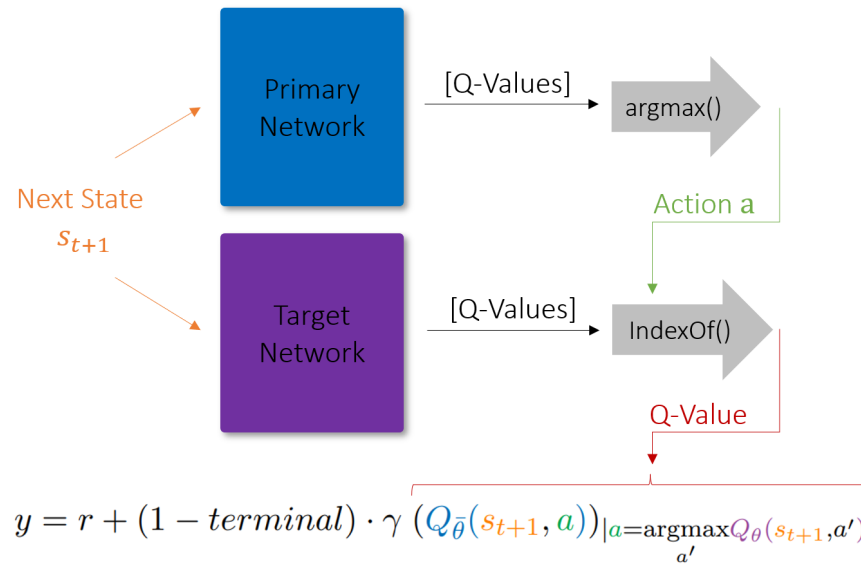 Primary
Network
[Q-Values]
argmax()
Next State
s_{t+1}
Action a
Target
Network
[Q-Values]
IndexOf()
Q-Value
y = r + (1 − terminal) · γ (Q_{θ̄}(s_{t+1}, a))_{|a=argmax_{a′} Q_θ(s_{t+1},a′)}